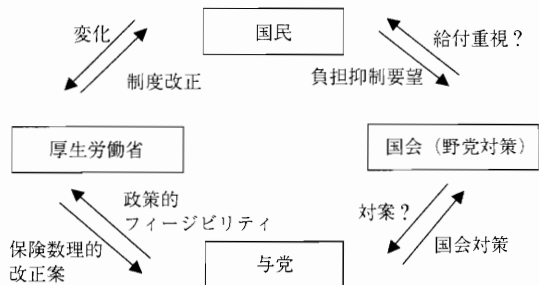 変化
国民
給付重視？
制度改正
負担抑制要望
厚生労働省
国会（野党対策）
政策的
フィージビリティ
対案？
保険数理的
改正案
与党
国会対策